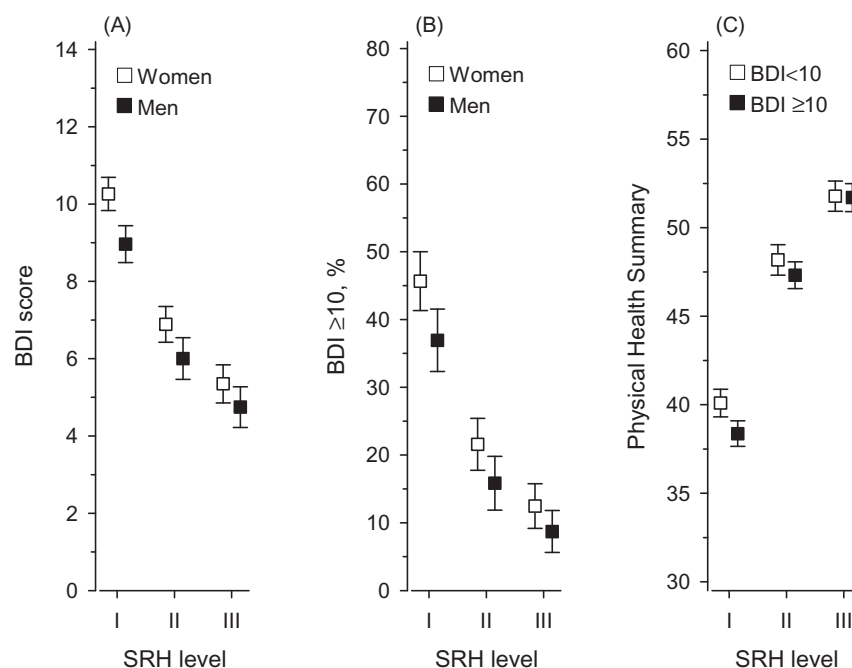 (A)
14
12
10
8
6
4
2
0
BDI score
Women
Men
I II III
SRH level
(B)
80
70
60
50
40
30
20
10
0
BDI ≥10, %
Women
Men
I II III
SRH level
(C)
60
55
50
45
40
35
30
Physical Health Summary
BDI<10
BDI ≥10
I II III
SRH level